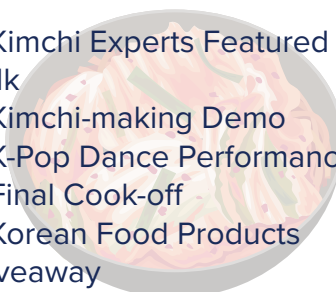 Kimchi Experts Featured
lk
Kimchi-making Demo
K-Pop Dance Performanc
Final Cook-off
Korean Food Products
veaway